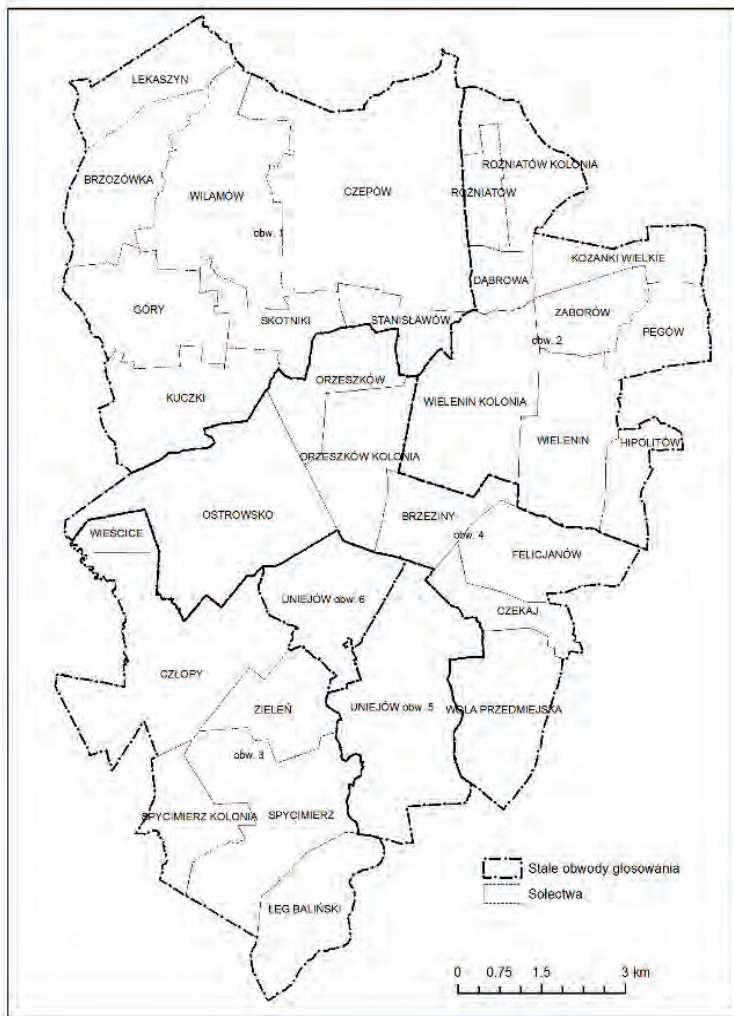 LEKASZYN
BRZOZÓWKA
WILAMÓW
CZEPÓW
ROŻNIATÓW KOLONIA
ROŻNIATÓW
obw. 1
KOZANKI WIELKIE
DĄBROWA
GÓRY
ZABORÓW
SKOTNIKI
STANISŁAWÓW
PĘGÓW
obw. 2
ORZESZKÓW
KUCZKI
WIELENIN KOLONIA
WIELENIN
HIPOLITÓW
ORZESZKÓW KOLONIA
OSTROWSKO
BRZEZINY
WIEŚCICE
obw. 4
FELICJANÓW
UNIEJÓW obw. 6
CZEKAJ
CZŁOPY
ZIELEŃ
UNIEJÓW obw. 5
WOLA PRZEDMIEJSKA
obw. 3
SPYCIMIERZ KOLONIA
SPYCIMIERZ
ŁĘG BALIŃSKI
Stałe obwody głosowania
Sołectwa
0 0.75 1.5 3 km